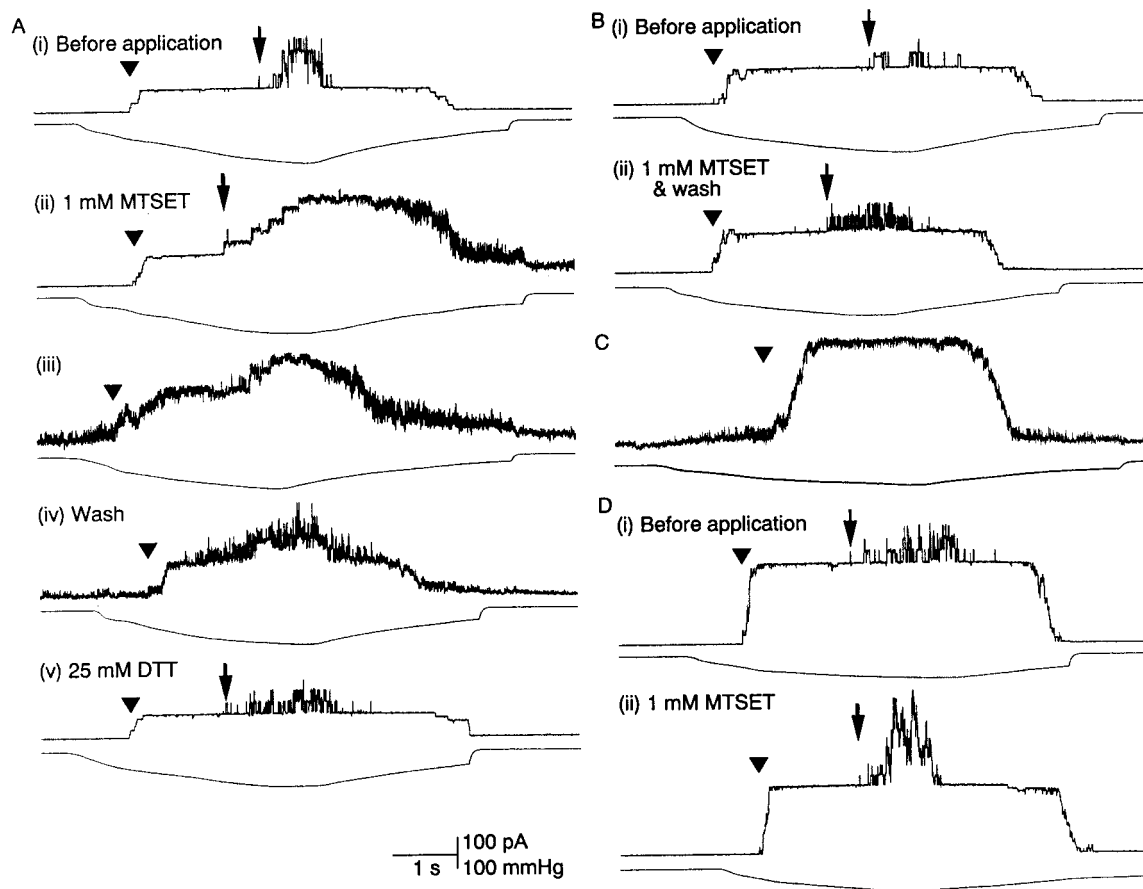 A
(i) Before application
(ii) 1 mM MTSET
(iii)
(iv) Wash
(v) 25 mM DTT
1 s
100 pA
100 mmHg
B
(i) Before application
(ii) 1 mM MTSET
& wash
C
D
(i) Before application
(ii) 1 mM MTSET